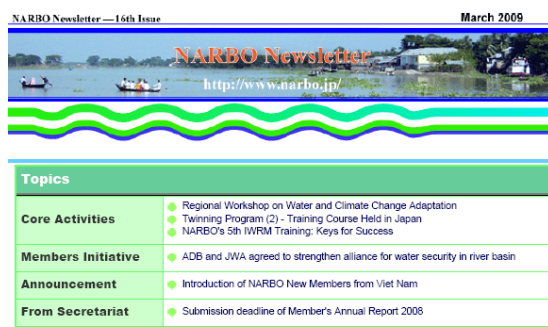 NARBO Newsletter — 16th Issue
March 2009
NARBO Newsletter
http://www.narbo.jp/
Topics
Core Activities
Regional Workshop on Water and Climate Change Adaptation
Twinning Program (2) - Training Course Held in Japan
NARBO's 5th IWRM Training: Keys for Success
Members Initiative
ADB and JWA agreed to strengthen alliance for water security in river basin
Announcement
Introduction of NARBO New Members from Viet Nam
From Secretariat
Submission deadline of Member's Annual Report 2008